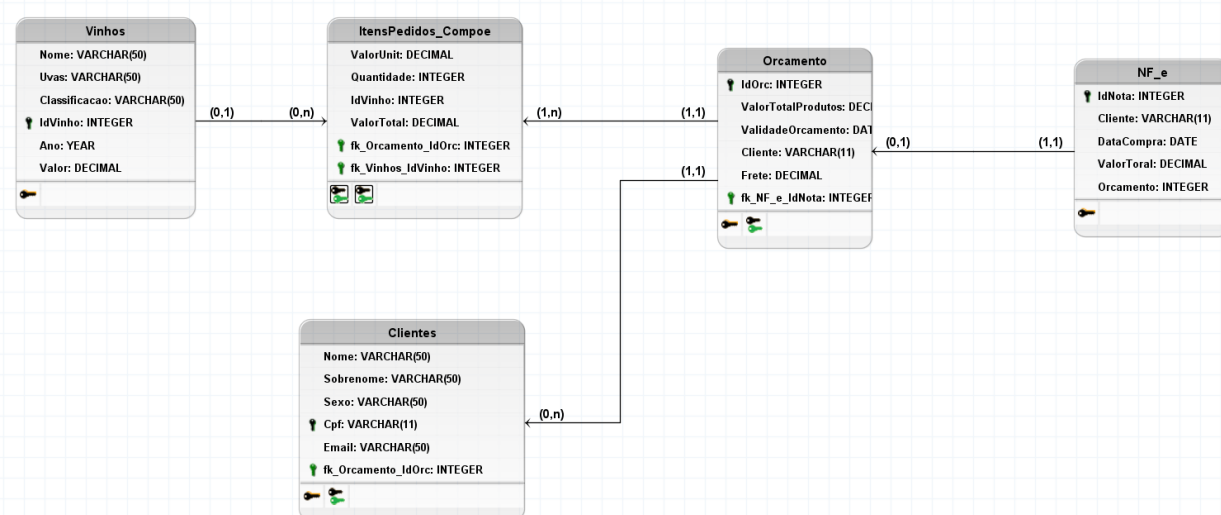 Vinhos
Nome: VARCHAR(50)
Uvas: VARCHAR(50)
Classificacao: VARCHAR(50)
IdVinho: INTEGER
Ano: YEAR
Valor: DECIMAL
(0,1)
(0,n)
ItensPedidos_Compoe
ValorUnit: DECIMAL
Quantidade: INTEGER
IdVinho: INTEGER
ValorTotal: DECIMAL
fk_Orcamento_IdOrc: INTEGER
fk_Vinhos_IdVinho: INTEGER
(1,n)
(1,1)
(1,1)
Orcamento
IdOrc: INTEGER
ValorTotalProdutos: DECI
ValidadeOrcamento: DAT
Cliente: VARCHAR(11)
Frete: DECIMAL
fk_NF_e_IdNota: INTEGER
(0,1)
(1,1)
NF_e
IdNota: INTEGER
Cliente: VARCHAR(11)
DataCompra: DATE
ValorToral: DECIMAL
Orcamento: INTEGER
Clientes
Nome: VARCHAR(50)
Sobrenome: VARCHAR(50)
Sexo: VARCHAR(50)
Cpf: VARCHAR(11)
Email: VARCHAR(50)
fk_Orcamento_IdOrc: INTEGER
(0,n)